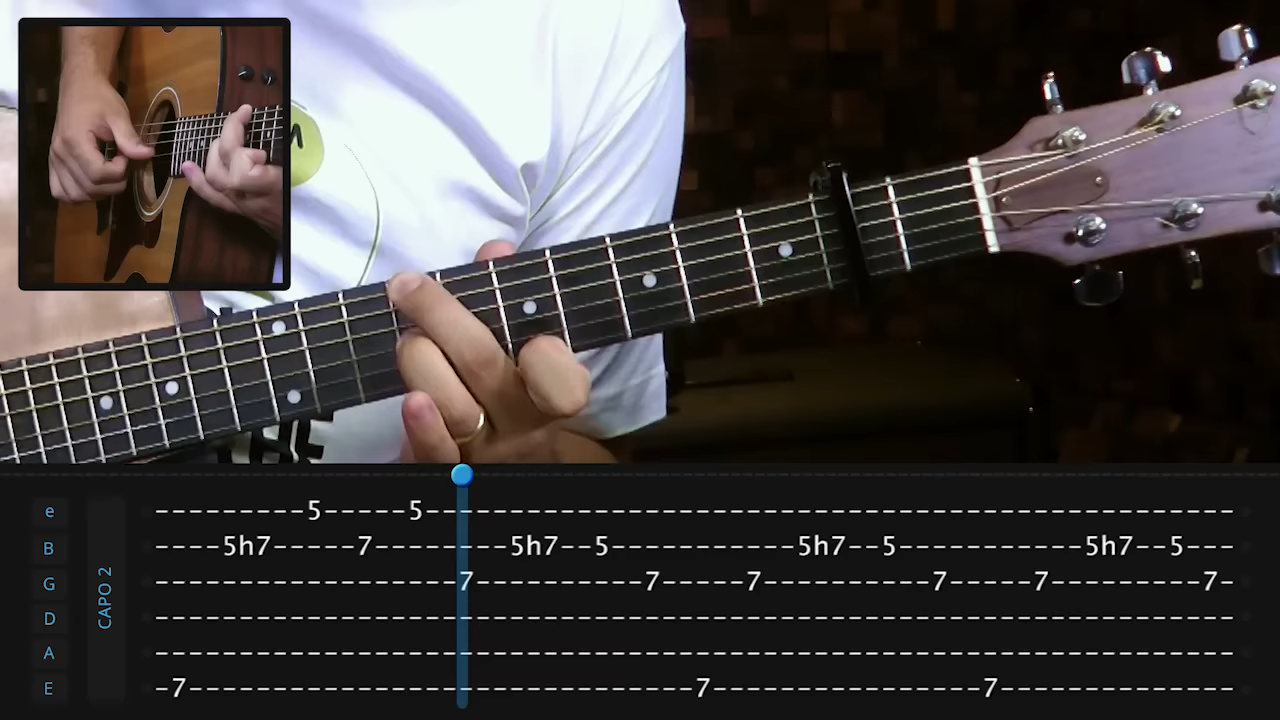 e ---------5-----5--------------------------------
B CAPO 2 ----5h7-----7--------5h7--5-----------5h7--5-----------5h7--5---
G ------------------7----------7-----7----------7-----7---------7-
D ----------------------------------------------------------------
A ----------------------------------------------------------------
E -7------------------------------7----------------7--------------